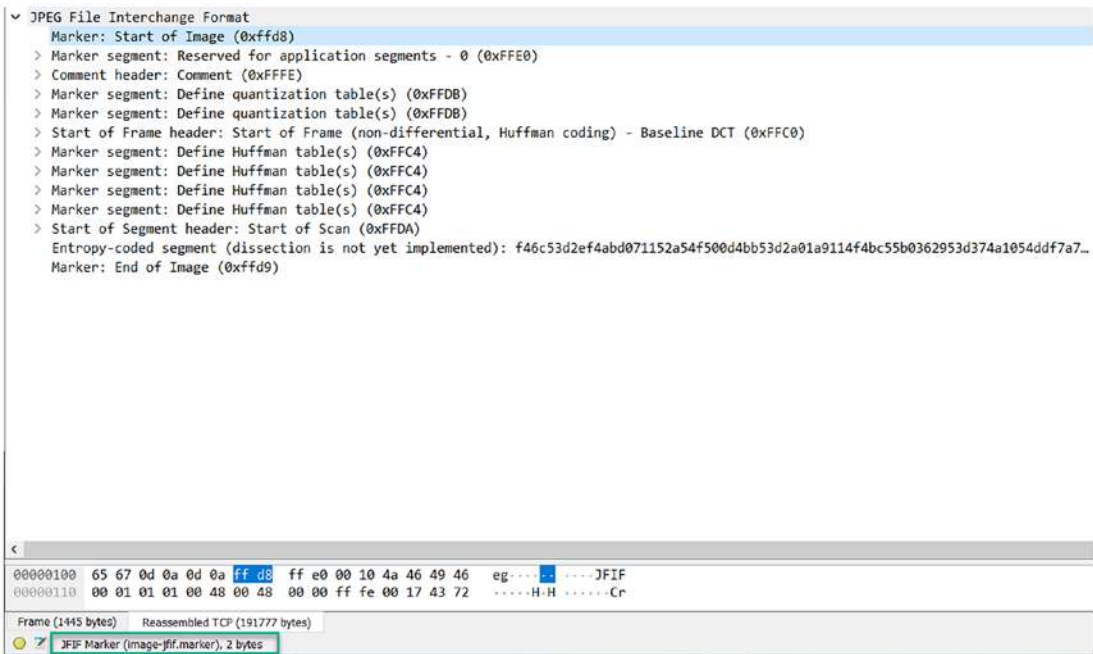 JPEG File Interchange Format
Marker: Start of Image (0xffd8)
> Marker segment: Reserved for application segments - 0 (0xFFE0)
> Comment header: Comment (0xFFFE)
> Marker segment: Define quantization table(s) (0xFFDB)
> Marker segment: Define quantization table(s) (0xFFDB)
> Start of Frame header: Start of Frame (non-differential, Huffman coding) - Baseline DCT (0xFFC0)
> Marker segment: Define Huffman table(s) (0xFFC4)
> Marker segment: Define Huffman table(s) (0xFFC4)
> Marker segment: Define Huffman table(s) (0xFFC4)
> Marker segment: Define Huffman table(s) (0xFFC4)
> Start of Segment header: Start of Scan (0xFFDA)
Entropy-coded segment (dissection is not yet implemented): f46c53d2ef4abd071152a54f500d4bb53d2a01a9114f4bc55b0362953d374a1054ddf7a7…
Marker: End of Image (0xffd9)
00000100 65 67 0d 0a 0d 0a ff d8 ff e0 00 10 4a 46 49 46 eg······ ····JFIF
00000110 00 01 01 01 00 48 00 48 00 00 ff fe 00 17 43 72 ·····H·H ······Cr
Frame (1445 bytes) Reassembled TCP (191777 bytes)
JFIF Marker (image-jfif.marker), 2 bytes